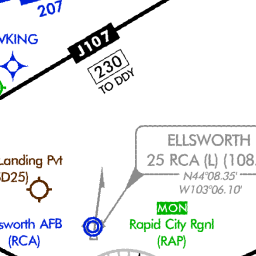 207
WKING
J107
230
TO DDY
ELLSWORTH
25 RCA (L) (108.
N44°08.35'
W103°06.10'
Landing Pvt
SD25)
MON
sworth AFB
(RCA)
Rapid City Rgnl
(RAP)